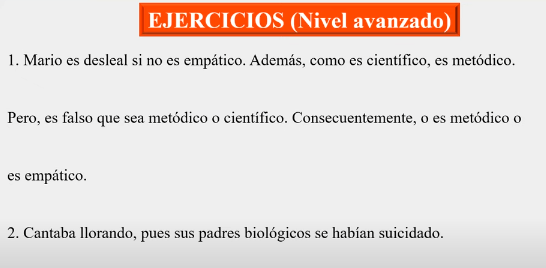 EJERCICIOS (Nivel avanzado)
1. Mario es desleal si no es empático. Además, como es científico, es metódico.
Pero, es falso que sea metódico o científico. Consecuentemente, o es metódico o
es empático.
2. Cantaba llorando, pues sus padres biológicos se habían suicidado.